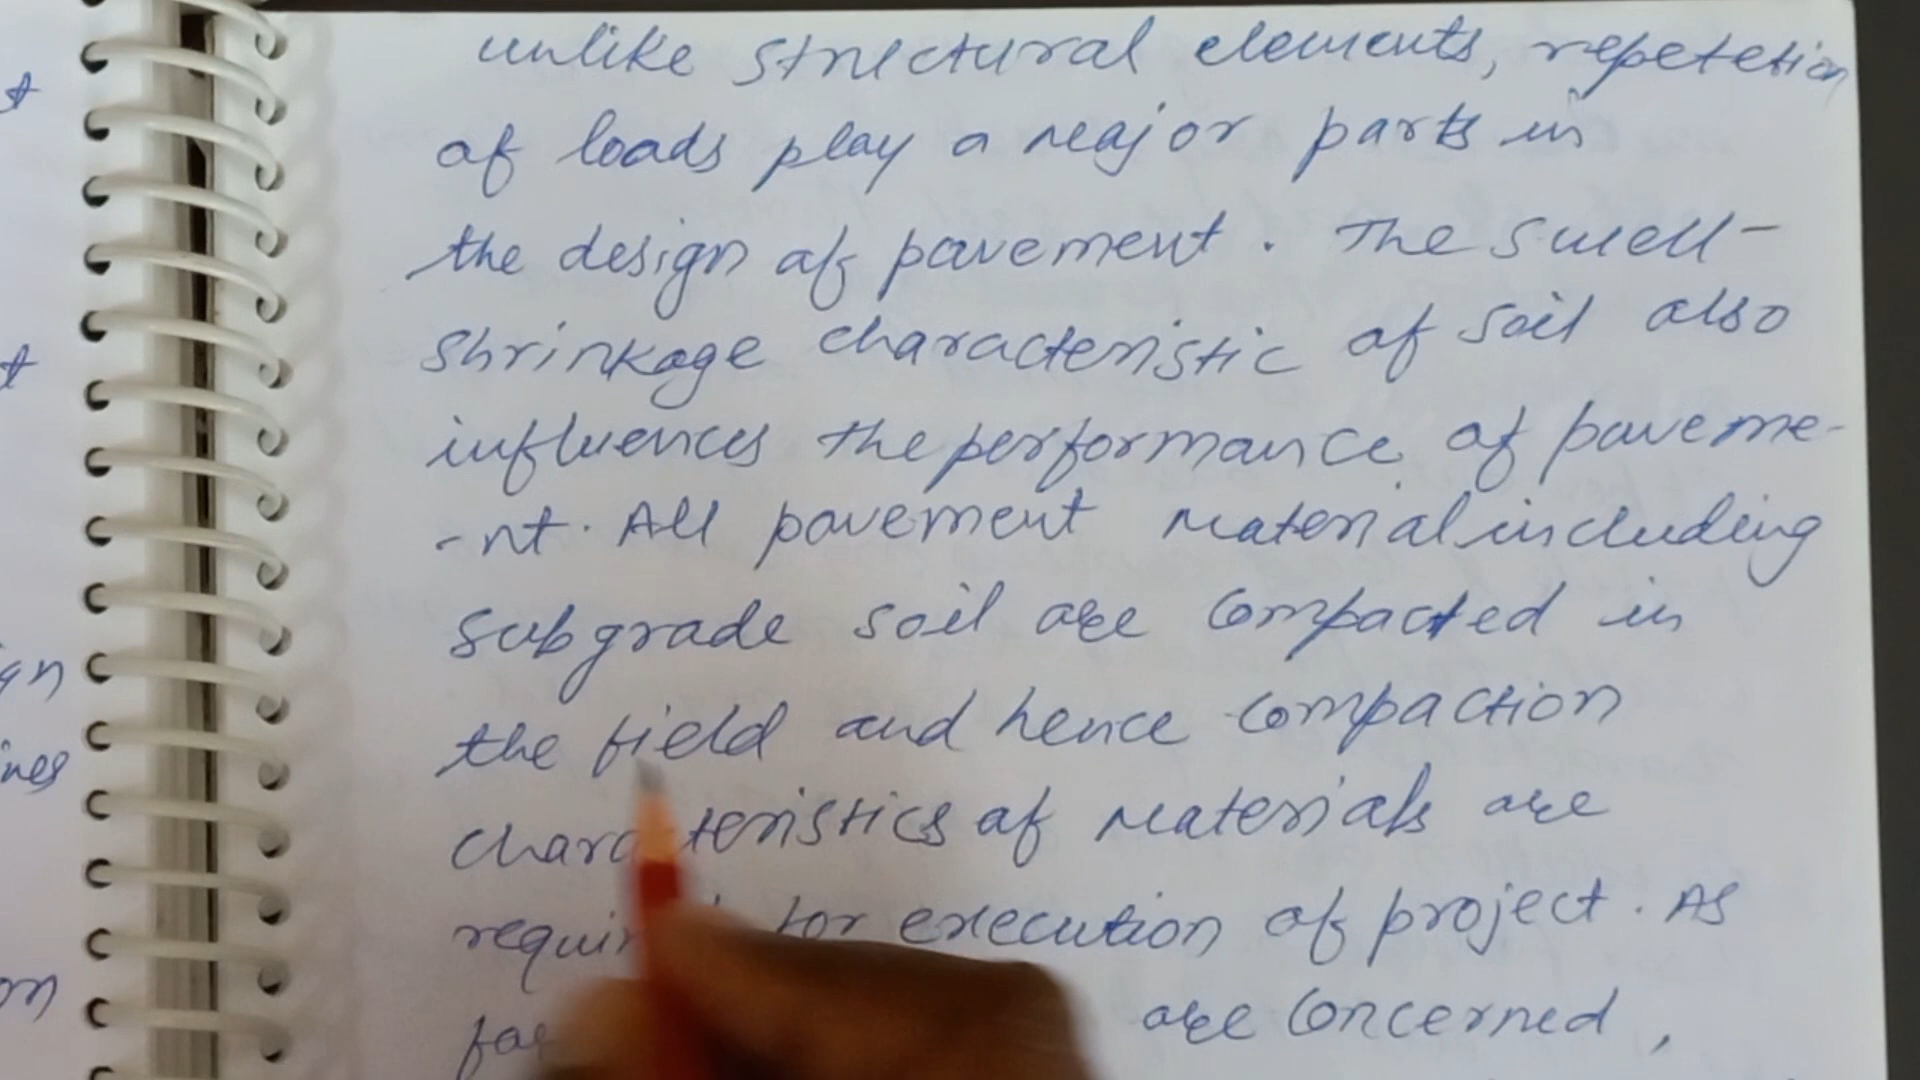 unlike structural elements, repetetion
of loads play a major parts in
the design of pavement. The swell-
shrinkage characteristic of soil also
influences the performance of paveme-
-nt. All pavement material including
subgrade soil are compacted in
the field and hence compaction
characteristics of materials are
for execution of project. As
are concerned,